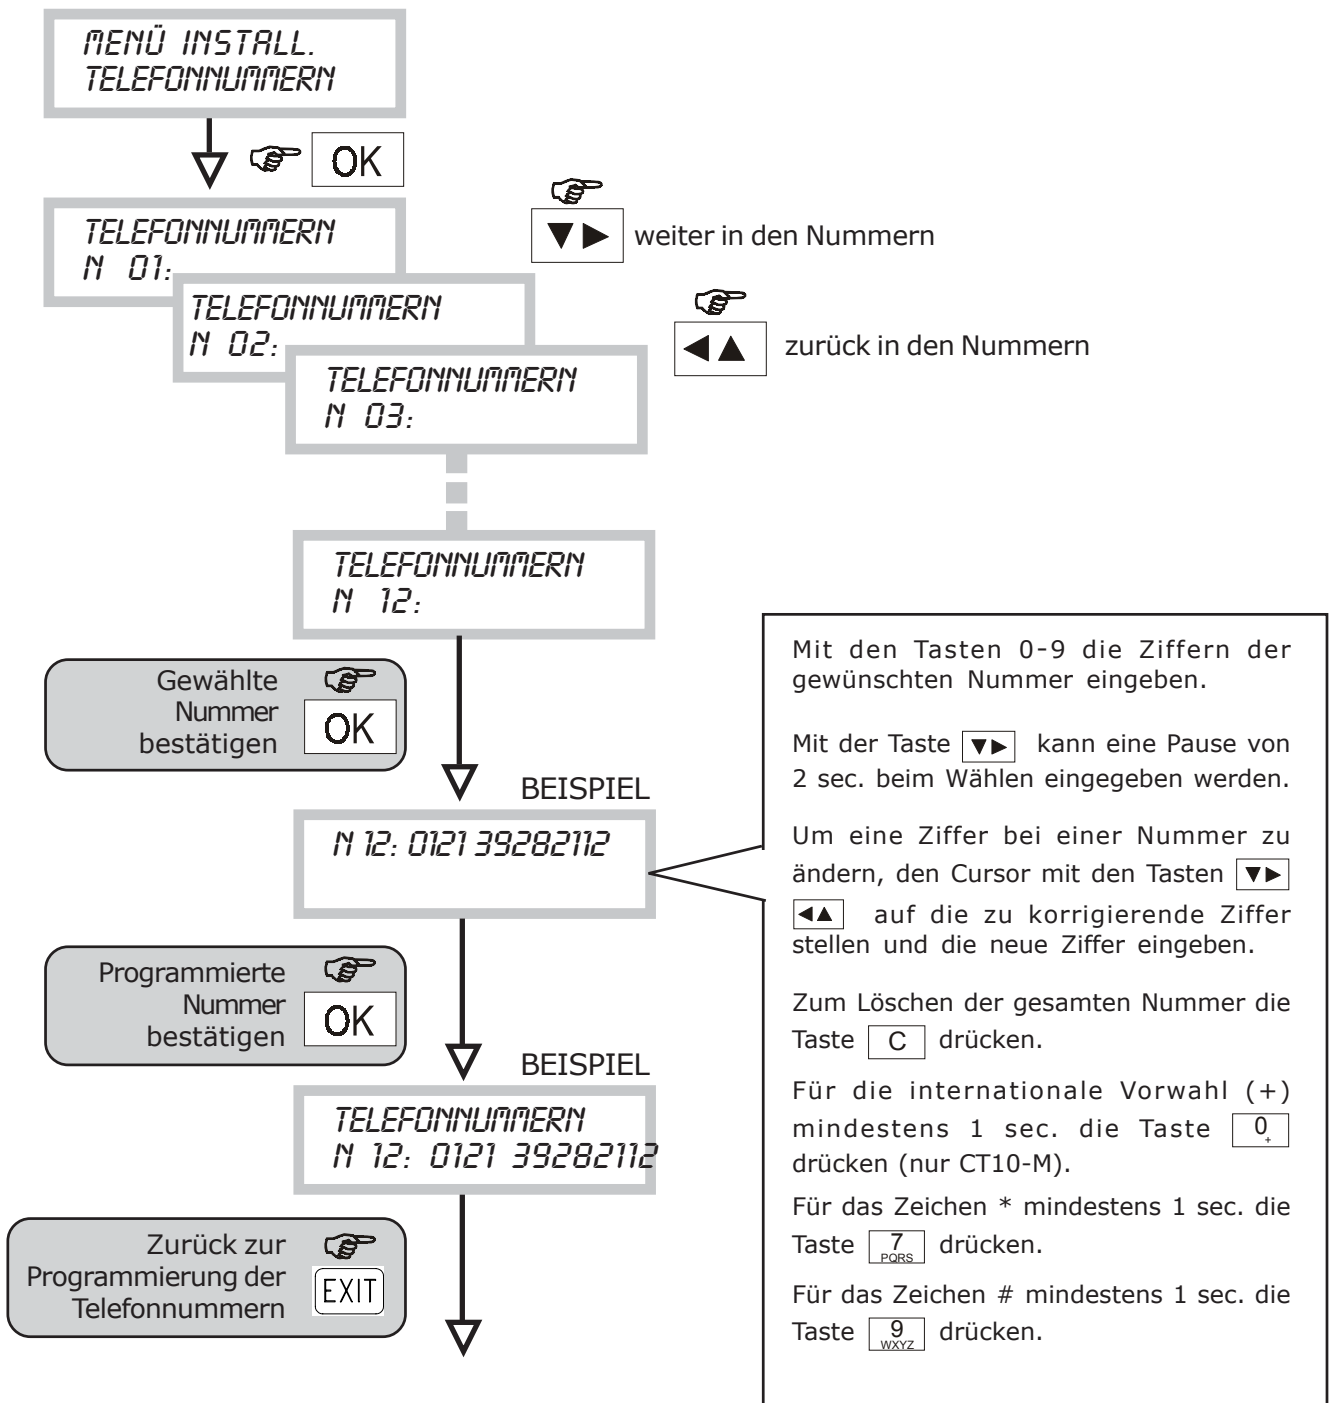 MENÜ INSTALL.
TELEFONNUMMERN
OK
TELEFONNUMMERN
N 01:
▼▶ weiter in den Nummern
TELEFONNUMMERN
N 02:
◀▲ zurück in den Nummern
TELEFONNUMMERN
N 03:
TELEFONNUMMERN
N 12:
Gewählte
Nummer
bestätigen
OK
BEISPIEL
N 12: 0121 39282112
Programmierte
Nummer
bestätigen
OK
BEISPIEL
TELEFONNUMMERN
N 12: 0121 39282112
Zurück zur
Programmierung der
Telefonnummern
EXIT
Mit den Tasten 0-9 die Ziffern der
gewünschten Nummer eingeben.
Mit der Taste ▼▶ kann eine Pause von
2 sec. beim Wählen eingegeben werden.
Um eine Ziffer bei einer Nummer zu
ändern, den Cursor mit den Tasten ▼▶
◀▲ auf die zu korrigierende Ziffer
stellen und die neue Ziffer eingeben.
Zum Löschen der gesamten Nummer die
Taste C drücken.
Für die internationale Vorwahl (+)
mindestens 1 sec. die Taste 0 +
drücken (nur CT10-M).
Für das Zeichen * mindestens 1 sec. die
Taste 7 PQRS drücken.
Für das Zeichen # mindestens 1 sec. die
Taste 9 WXYZ drücken.